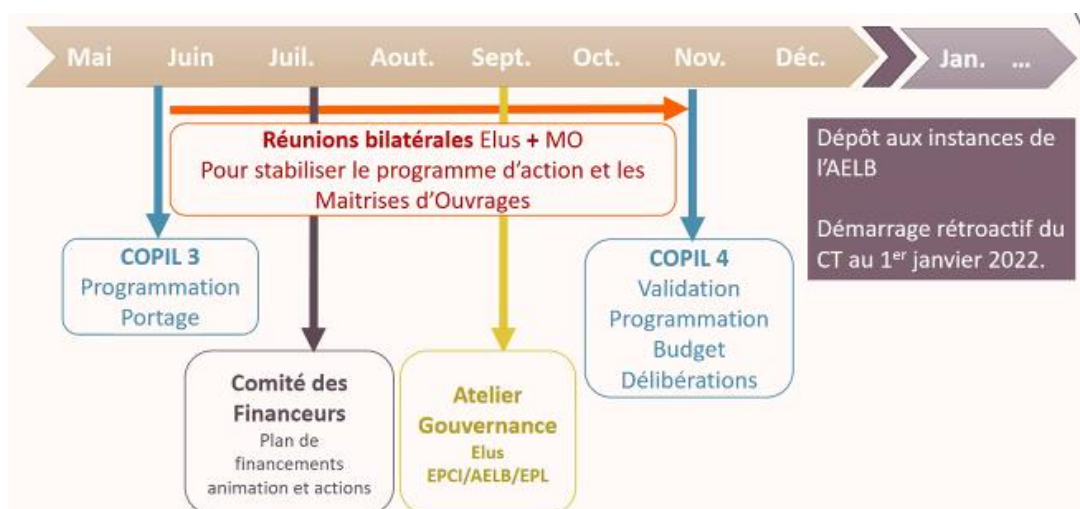 Mai Juin Juil. Aout. Sept. Oct. Nov. Déc. Jan. ...
Réunions bilatérales Elus + MO
Pour stabiliser le programme d'action et les
Maitrises d'Ouvrages
Dépôt aux instances de
l'AELB
Démarrage rétroactif du
CT au 1er janvier 2022.
COPIL 3
Programmation
Portage
COPIL 4
Validation
Programmation
Budget
Délibérations
Comité des
Financeurs
Plan de
financements
animation et actions
Atelier
Gouvernance
Elus
EPCI/AELB/EPL